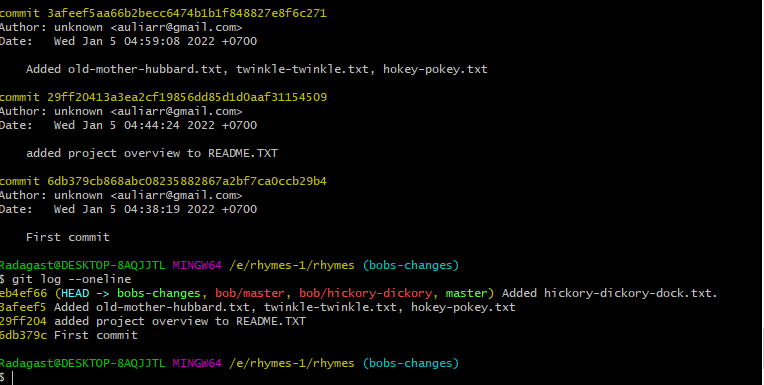 commit 3afeef5aa66b2becc6474b1b1f848827e8f6c271
Author: unknown <auliarr@gmail.com>
Date:   Wed Jan 5 04:59:08 2022 +0700
    Added old-mother-hubbard.txt, twinkle-twinkle.txt, hokey-pokey.txt
commit 29ff20413a3ea2cf19856dd85d1d0aaf31154509
Author: unknown <auliarr@gmail.com>
Date:   Wed Jan 5 04:44:24 2022 +0700
    added project overview to README.TXT
commit 6db379cb868abc08235882867a2bf7ca0ccb29b4
Author: unknown <auliarr@gmail.com>
Date:   Wed Jan 5 04:38:19 2022 +0700
    First commit
Radagast@DESKTOP-8AQJJTL MINGW64 /e/rhymes-1/rhymes (bobs-changes)
$ git log --oneline
eb4ef66 (HEAD -> bobs-changes, bob/master, bob/hickory-dickory, master) Added hickory-dickory-dock.txt.
3afeef5 Added old-mother-hubbard.txt, twinkle-twinkle.txt, hokey-pokey.txt
29ff204 added project overview to README.TXT
6db379c First commit
Radagast@DESKTOP-8AQJJTL MINGW64 /e/rhymes-1/rhymes (bobs-changes)
$